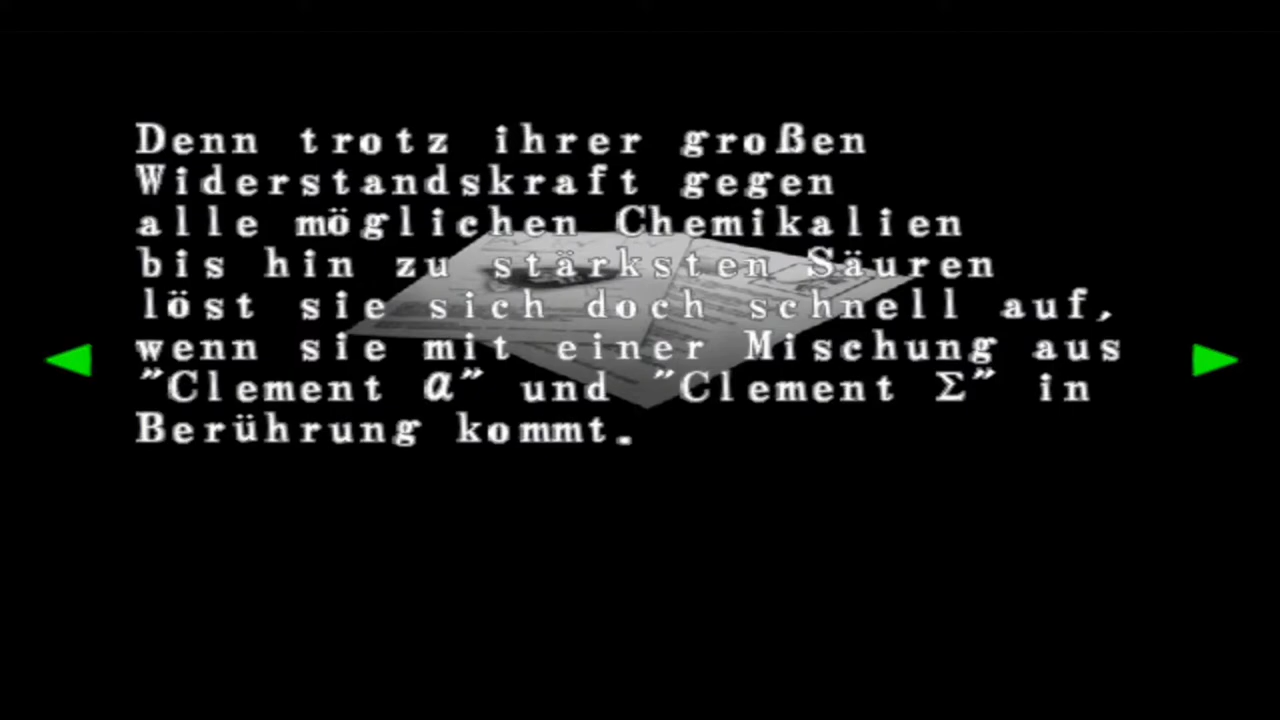 Denn trotz ihrer großen
Widerstandskraft gegen
alle möglichen Chemikalien
bis hin zu stärksten Säuren
löst sie sich doch schnell auf,
wenn sie mit einer Mischung aus
"Clement α" und "Clement Σ" in
Berührung kommt.